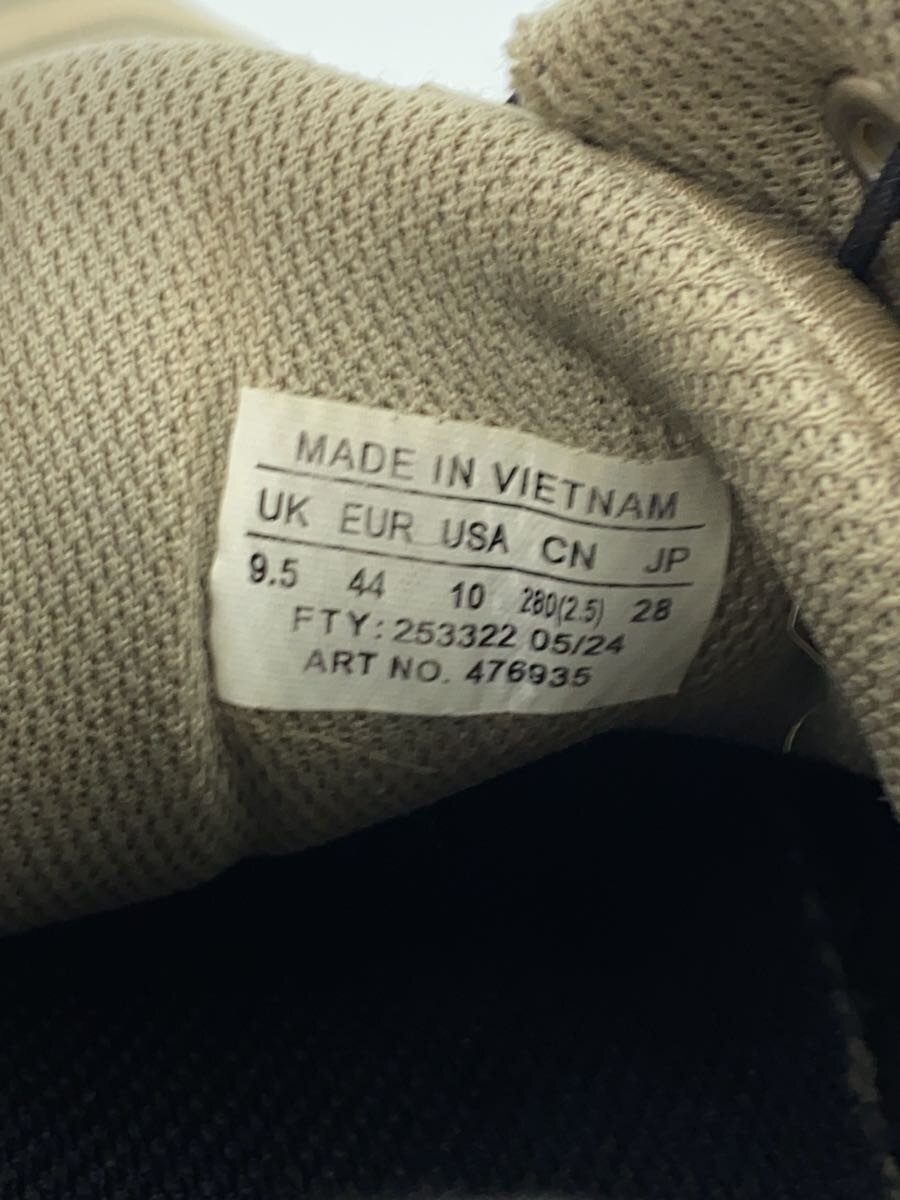 MADE IN VIETNAM
UK EUR USA CN JP
9.5 44 10 280(2.5) 28
FTY: 253322 05/24
ART NO. 476935